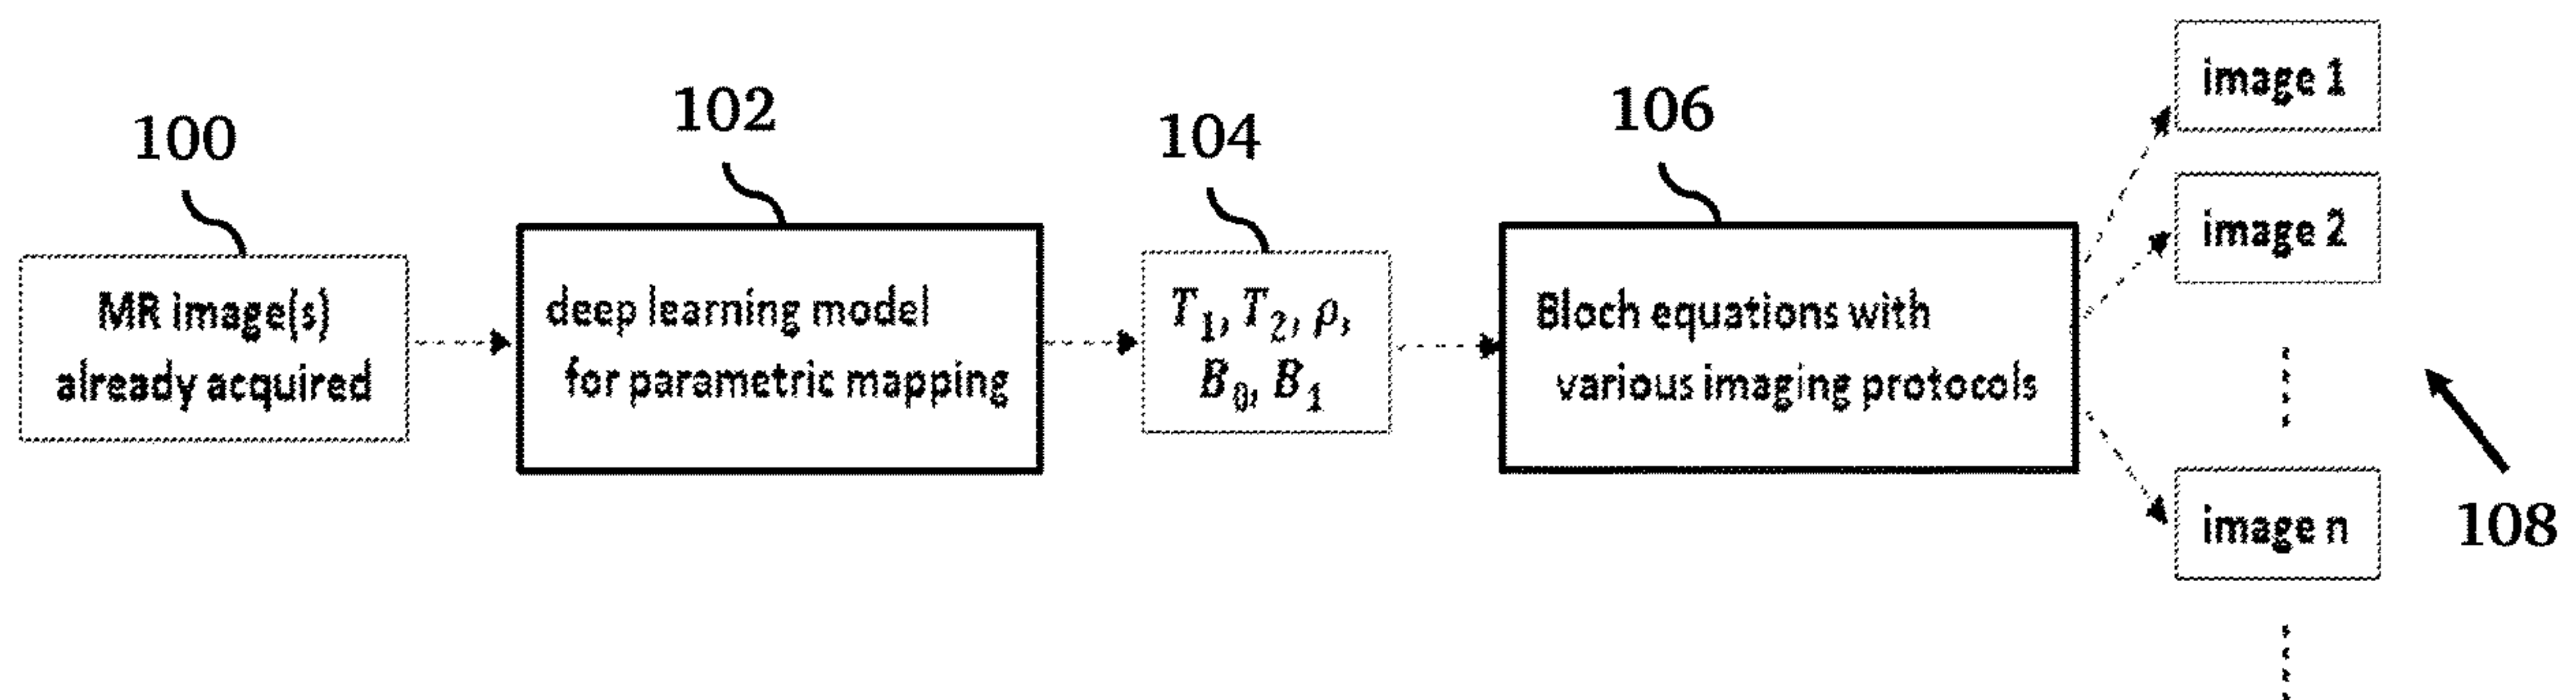 100
102
104
106
MR image(s)
already acquired
deep learning model
for parametric mapping
T₁, T₂, ρ,
B₀, B₁
Bloch equations with
various imaging protocols
image 1
image 2
image n
108